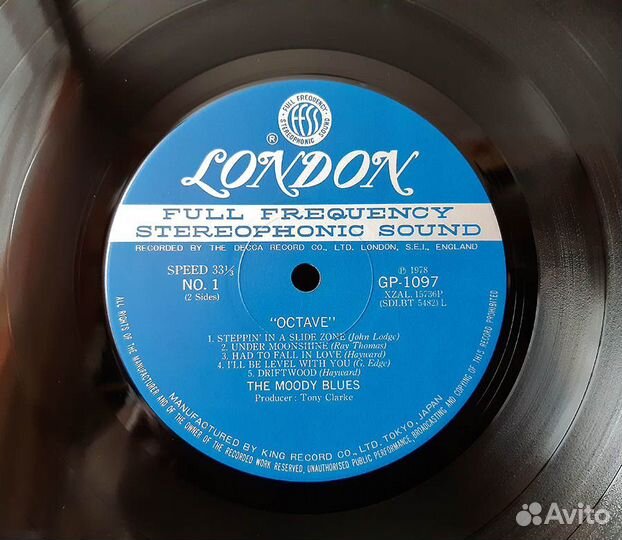 FULL FREQUENCY
FFSS
STEREOPHONIC SOUND
®
LONDON
FULL FREQUENCY
STEREOPHONIC SOUND
RECORDED BY THE DECCA RECORD CO., LTD. LONDON, S.E.I., ENGLAND
SPEED 33⅓
NO. 1
(2 Sides)
℗ 1978
GP-1097
XZAL. 15736P
(SDLBT 5482) L
"OCTAVE"
1. STEPPIN' IN A SLIDE ZONE (John Lodge)
2. UNDER MOONSHINE (Ray Thomas)
3. HAD TO FALL IN LOVE (Hayward)
4. I'LL BE LEVEL WITH YOU (G. Edge)
5. DRIFTWOOD (Hayward)
THE MOODY BLUES
Producer : Tony Clarke
MANUFACTURED BY KING RECORD CO., LTD. TOKYO, JAPAN
ALL RIGHTS OF THE MANUFACTURER AND OF THE OWNER OF THE RECORDED WORK RESERVED, UNAUTHORISED PUBLIC PERFORMANCE, BROADCASTING AND COPYING OF THIS RECORD PROHIBITED
Avito